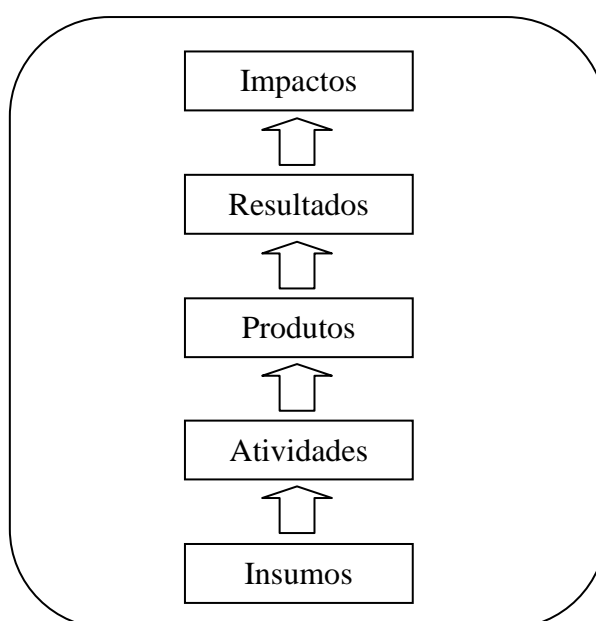 Impactos
Resultados
Produtos
Atividades
Insumos